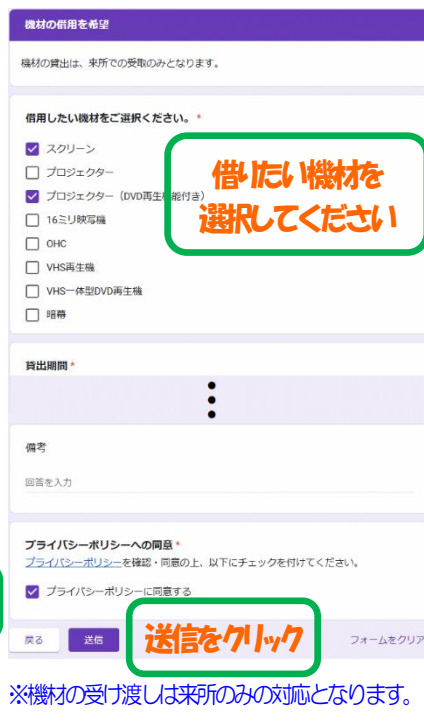 機材の借用を希望
機材の貸出は、来所での受取のみとなります。
借用したい機材をご選択ください。 *
スクリーン
プロジェクター
プロジェクター（DVD再生機能付き）
16ミリ映写機
OHC
VHS再生機
VHS一体型DVD再生機
暗幕
借りたい機材を
選択してください
貸出期間 *
備考
回答を入力
プライバシーポリシーへの同意 *
プライバシーポリシーを確認・同意の上、以下にチェックを付けてください。
プライバシーポリシーに同意する
戻る 送信 送信をクリック フォームをクリア
※機材の受け渡しは来所のみの対応となります。